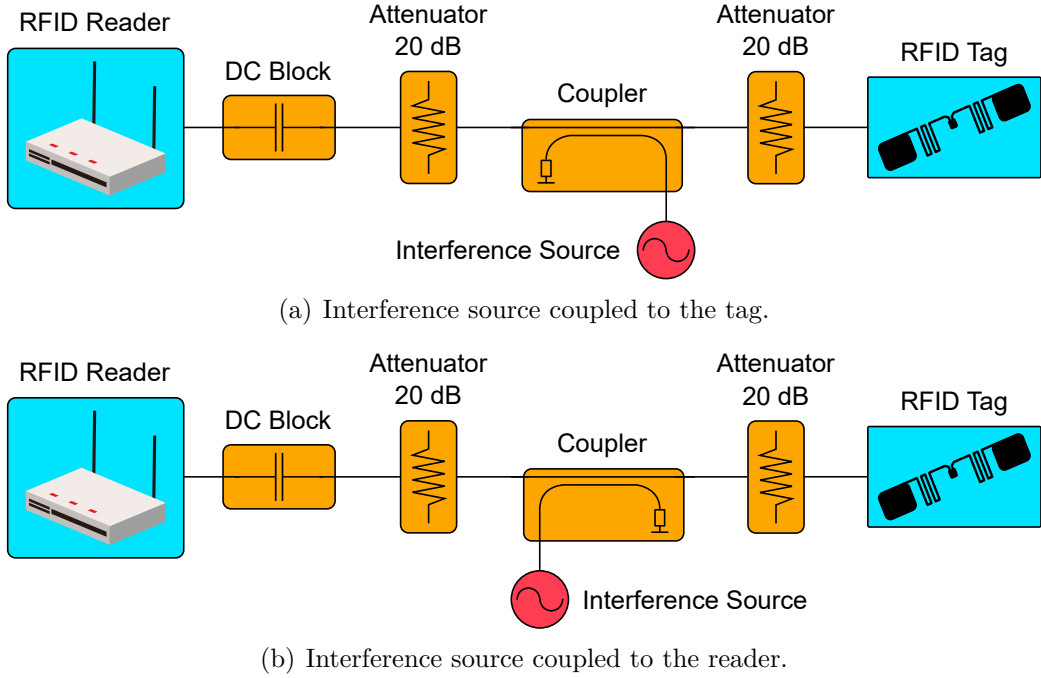 RFID Reader
DC Block
Attenuator
20 dB
Coupler
Attenuator
20 dB
RFID Tag
Interference Source
(a) Interference source coupled to the tag.
RFID Reader
DC Block
Attenuator
20 dB
Coupler
Attenuator
20 dB
RFID Tag
Interference Source
(b) Interference source coupled to the reader.